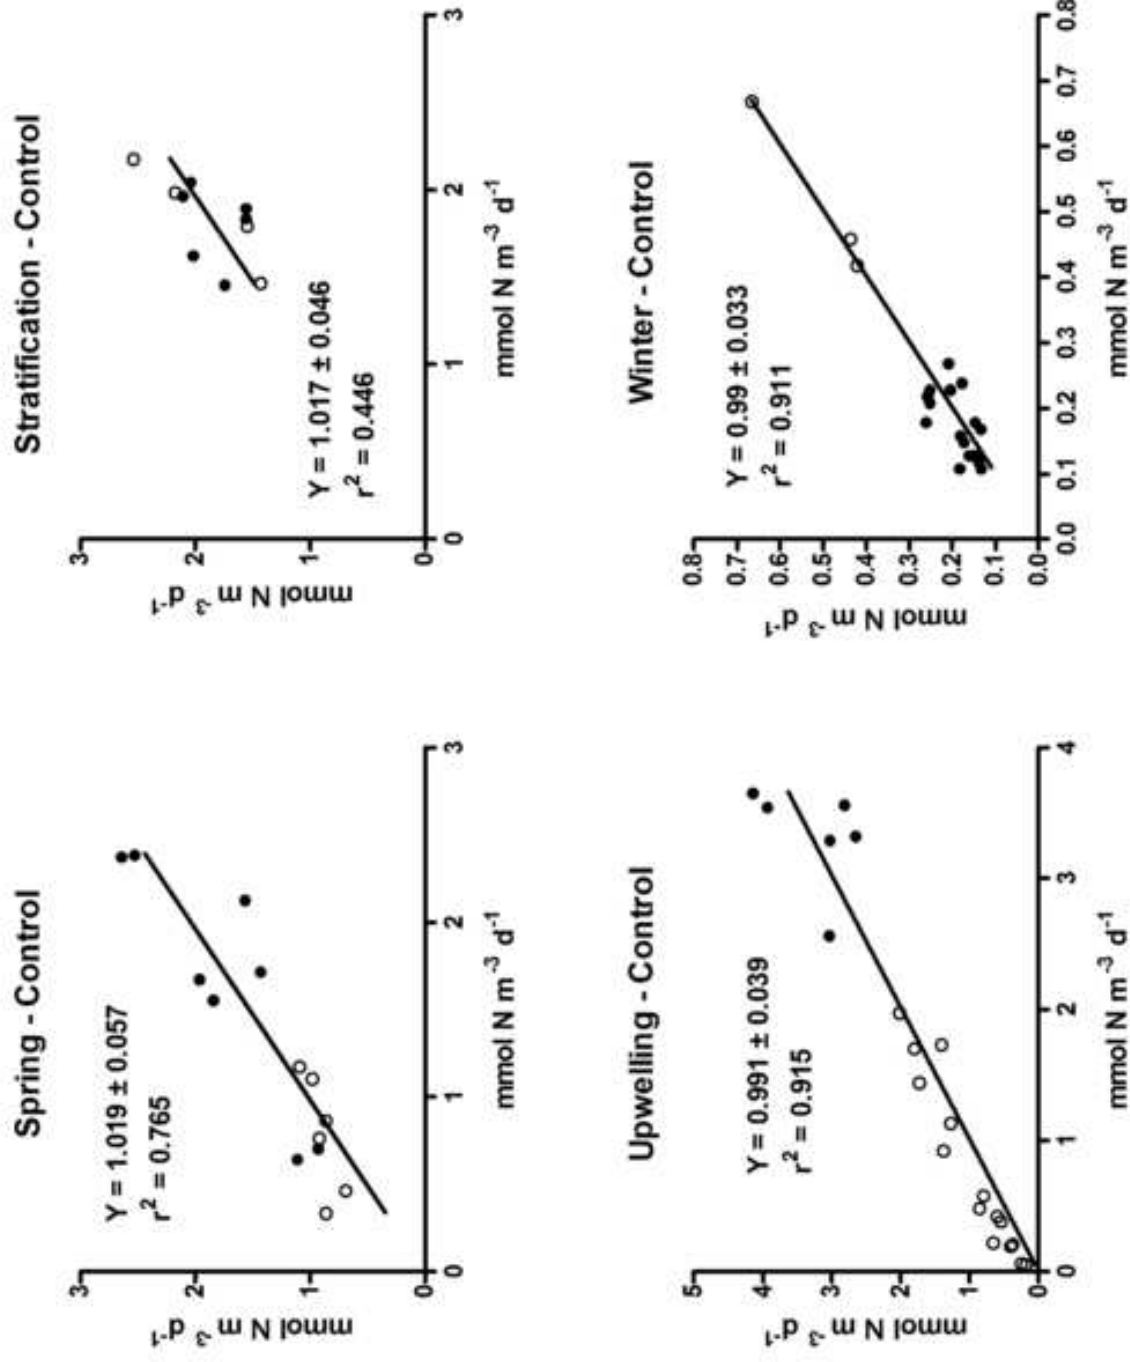 Spring - Control
Y = 1.019 ± 0.057
r² = 0.765
mmol N m⁻³ d⁻¹
3
2
1
0
0 1 2 3
mmol N m⁻³ d⁻¹
Stratification - Control
Y = 1.017 ± 0.046
r² = 0.446
mmol N m⁻³ d⁻¹
3
2
1
0
0 1 2 3
mmol N m⁻³ d⁻¹
Upwelling - Control
Y = 0.991 ± 0.039
r² = 0.915
mmol N m⁻³ d⁻¹
5
4
3
2
1
0
0 1 2 3 4
mmol N m⁻³ d⁻¹
Winter - Control
Y = 0.99 ± 0.033
r² = 0.911
mmol N m⁻³ d⁻¹
0.8
0.7
0.6
0.5
0.4
0.3
0.2
0.1
0.0
0.0 0.1 0.2 0.3 0.4 0.5 0.6 0.7 0.8
mmol N m⁻³ d⁻¹